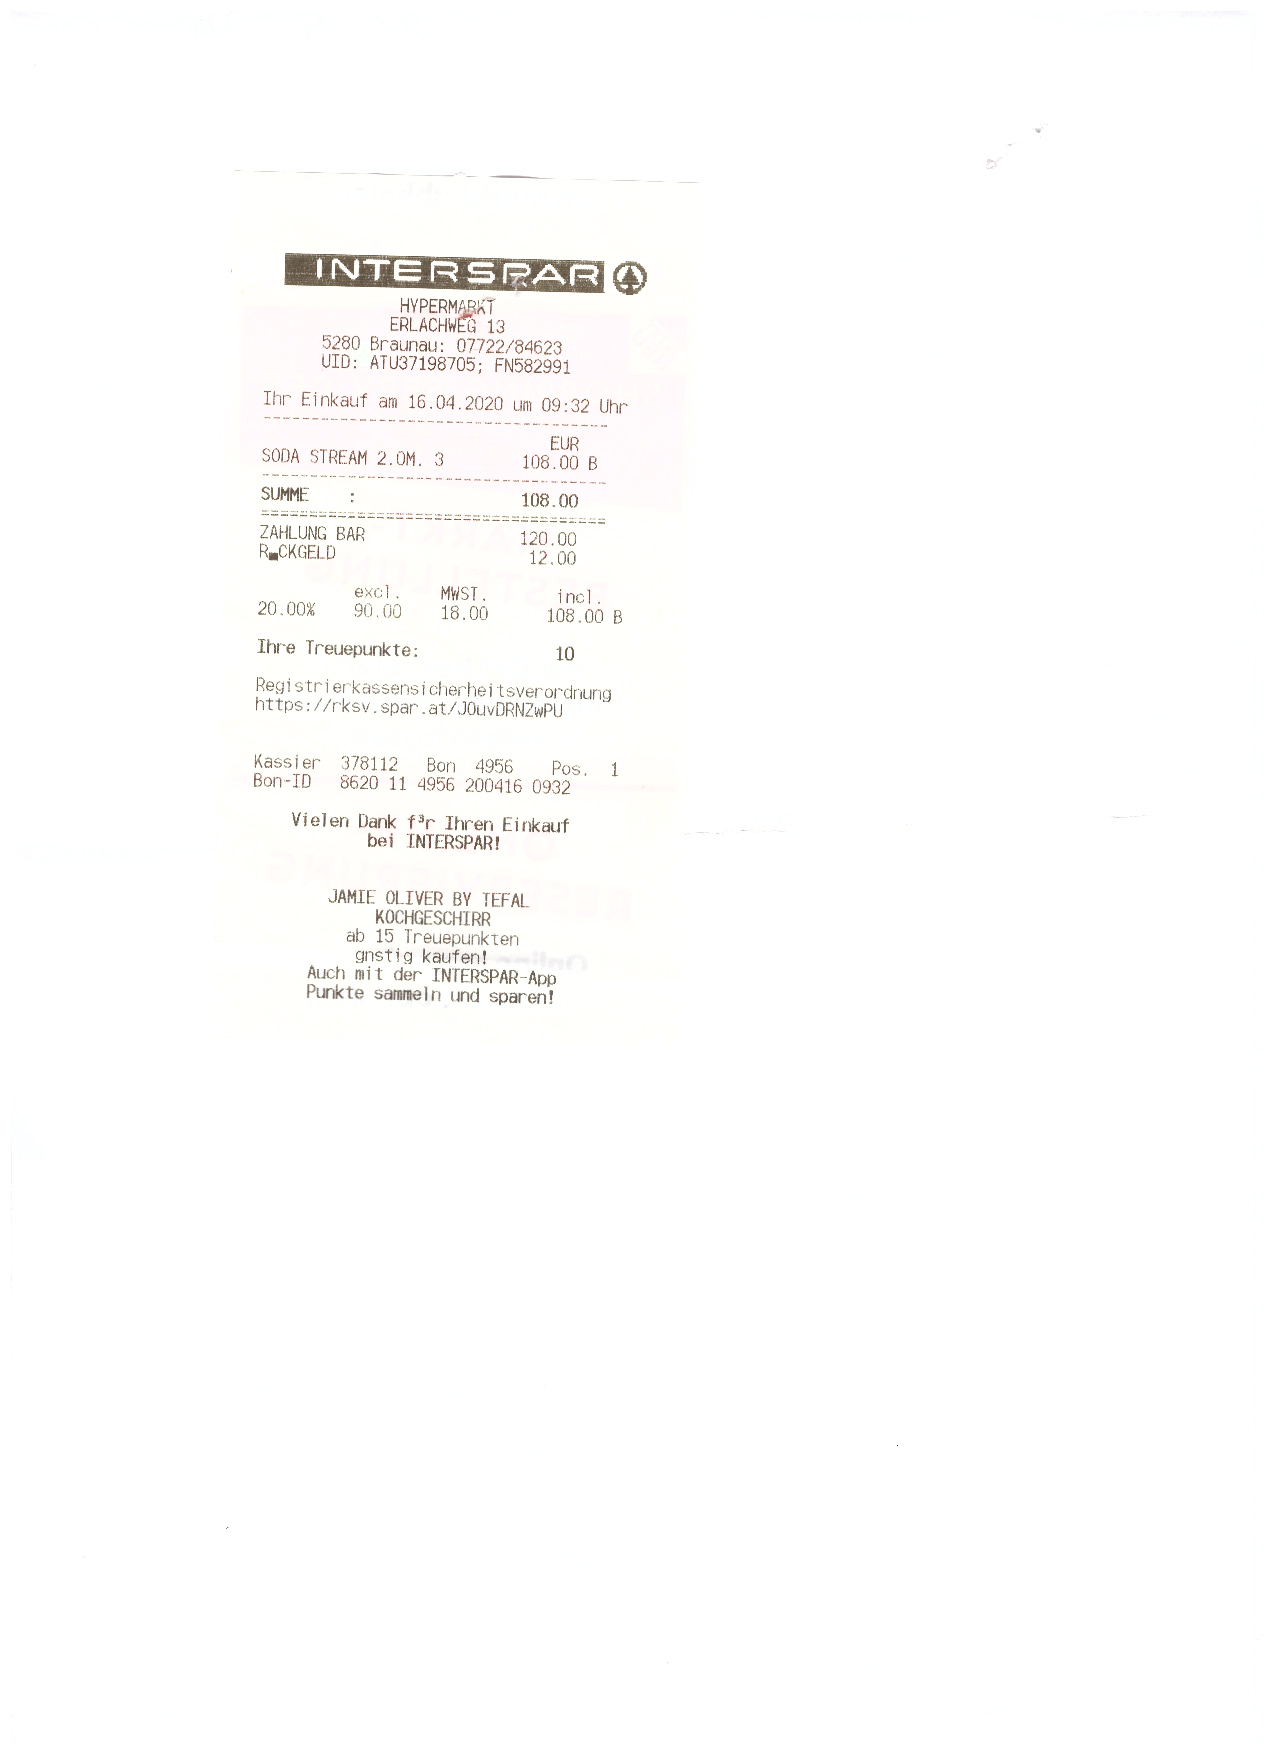 INTERSPAR
HYPERMARKT
ERLACHWEG 13
5280 Braunau: 07722/84623
UID: ATU37198705; FN582991
Ihr Einkauf am 16.04.2020 um 09:32 Uhr
EUR
SODA STREAM 2.0M. 3 108.00 B
SUMME : 108.00
ZAHLUNG BAR 120.00
R▄CKGELD 12.00
excl. MWST. incl.
20.00% 90.00 18.00 108.00 B
Ihre Treuepunkte: 10
Registrierkassensicherheitsverordnung
https://rksv.spar.at/JOuvDRNZwPU
Kassier 378112 Bon 4956 Pos. 1
Bon-ID 8620 11 4956 200416 0932
Vielen Dank f³r Ihren Einkauf
bei INTERSPAR!
JAMIE OLIVER BY TEFAL
KOCHGESCHIRR
ab 15 Treuepunkten
gnstig kaufen!
Auch mit der INTERSPAR-App
Punkte sammeln und sparen!